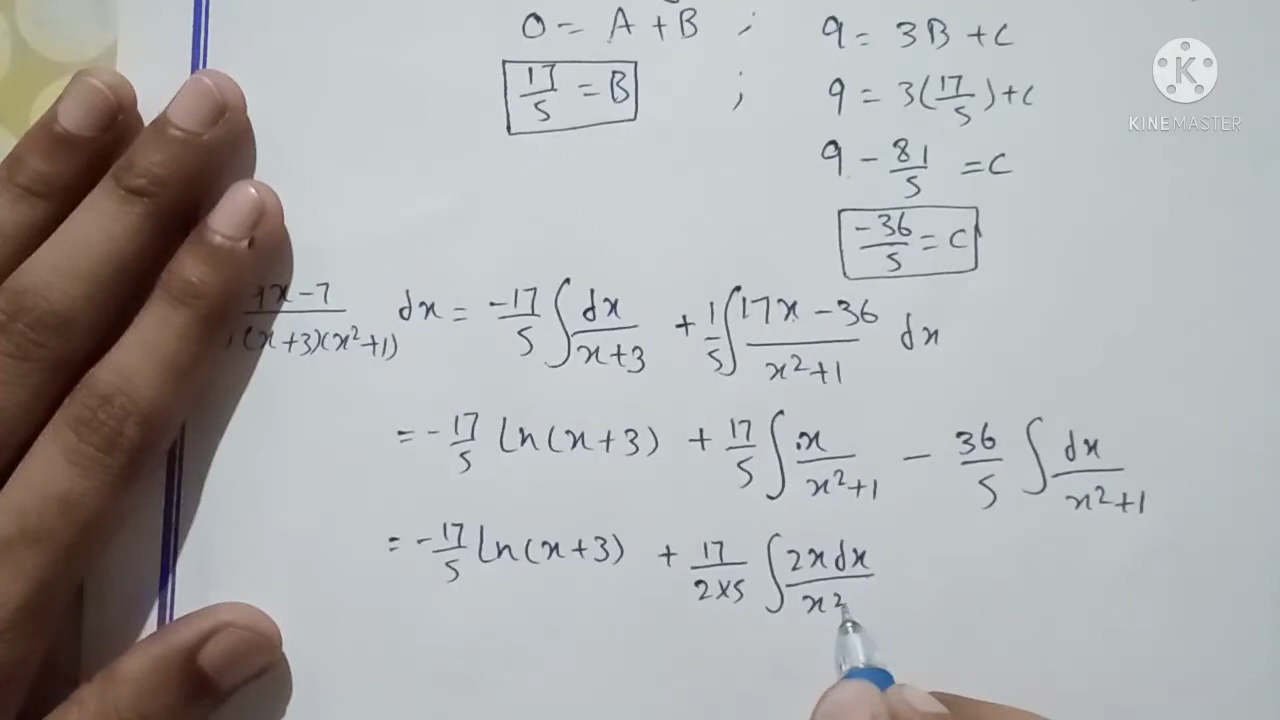 0 = A + B ; 9 = 3B + C
17/5 = B ; 9 = 3(17/5) + C
9 - 81/5 = C
-36/5 = C
x - 7 / (x+3)(x²+1) dx = -17/5 ∫ dx/x+3 + 1/5 ∫ 17x - 36 / x²+1 dx
= -17/5 ln(x+3) + 17/5 ∫ x/x²+1 - 36/5 ∫ dx/x²+1
= -17/5 ln(x+3) + 17/2×5 ∫ 2x dx/x²
K
KINEMASTER